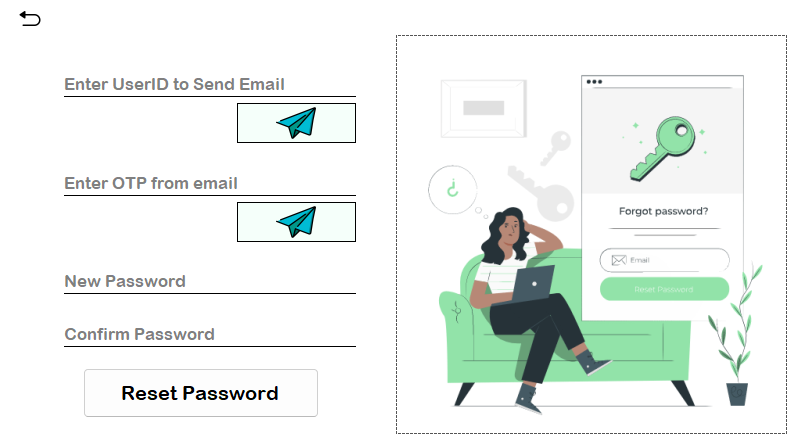 Enter UserID to Send Email
Enter OTP from email
New Password
Confirm Password
Reset Password
Forgot password?
Email
Reset Password